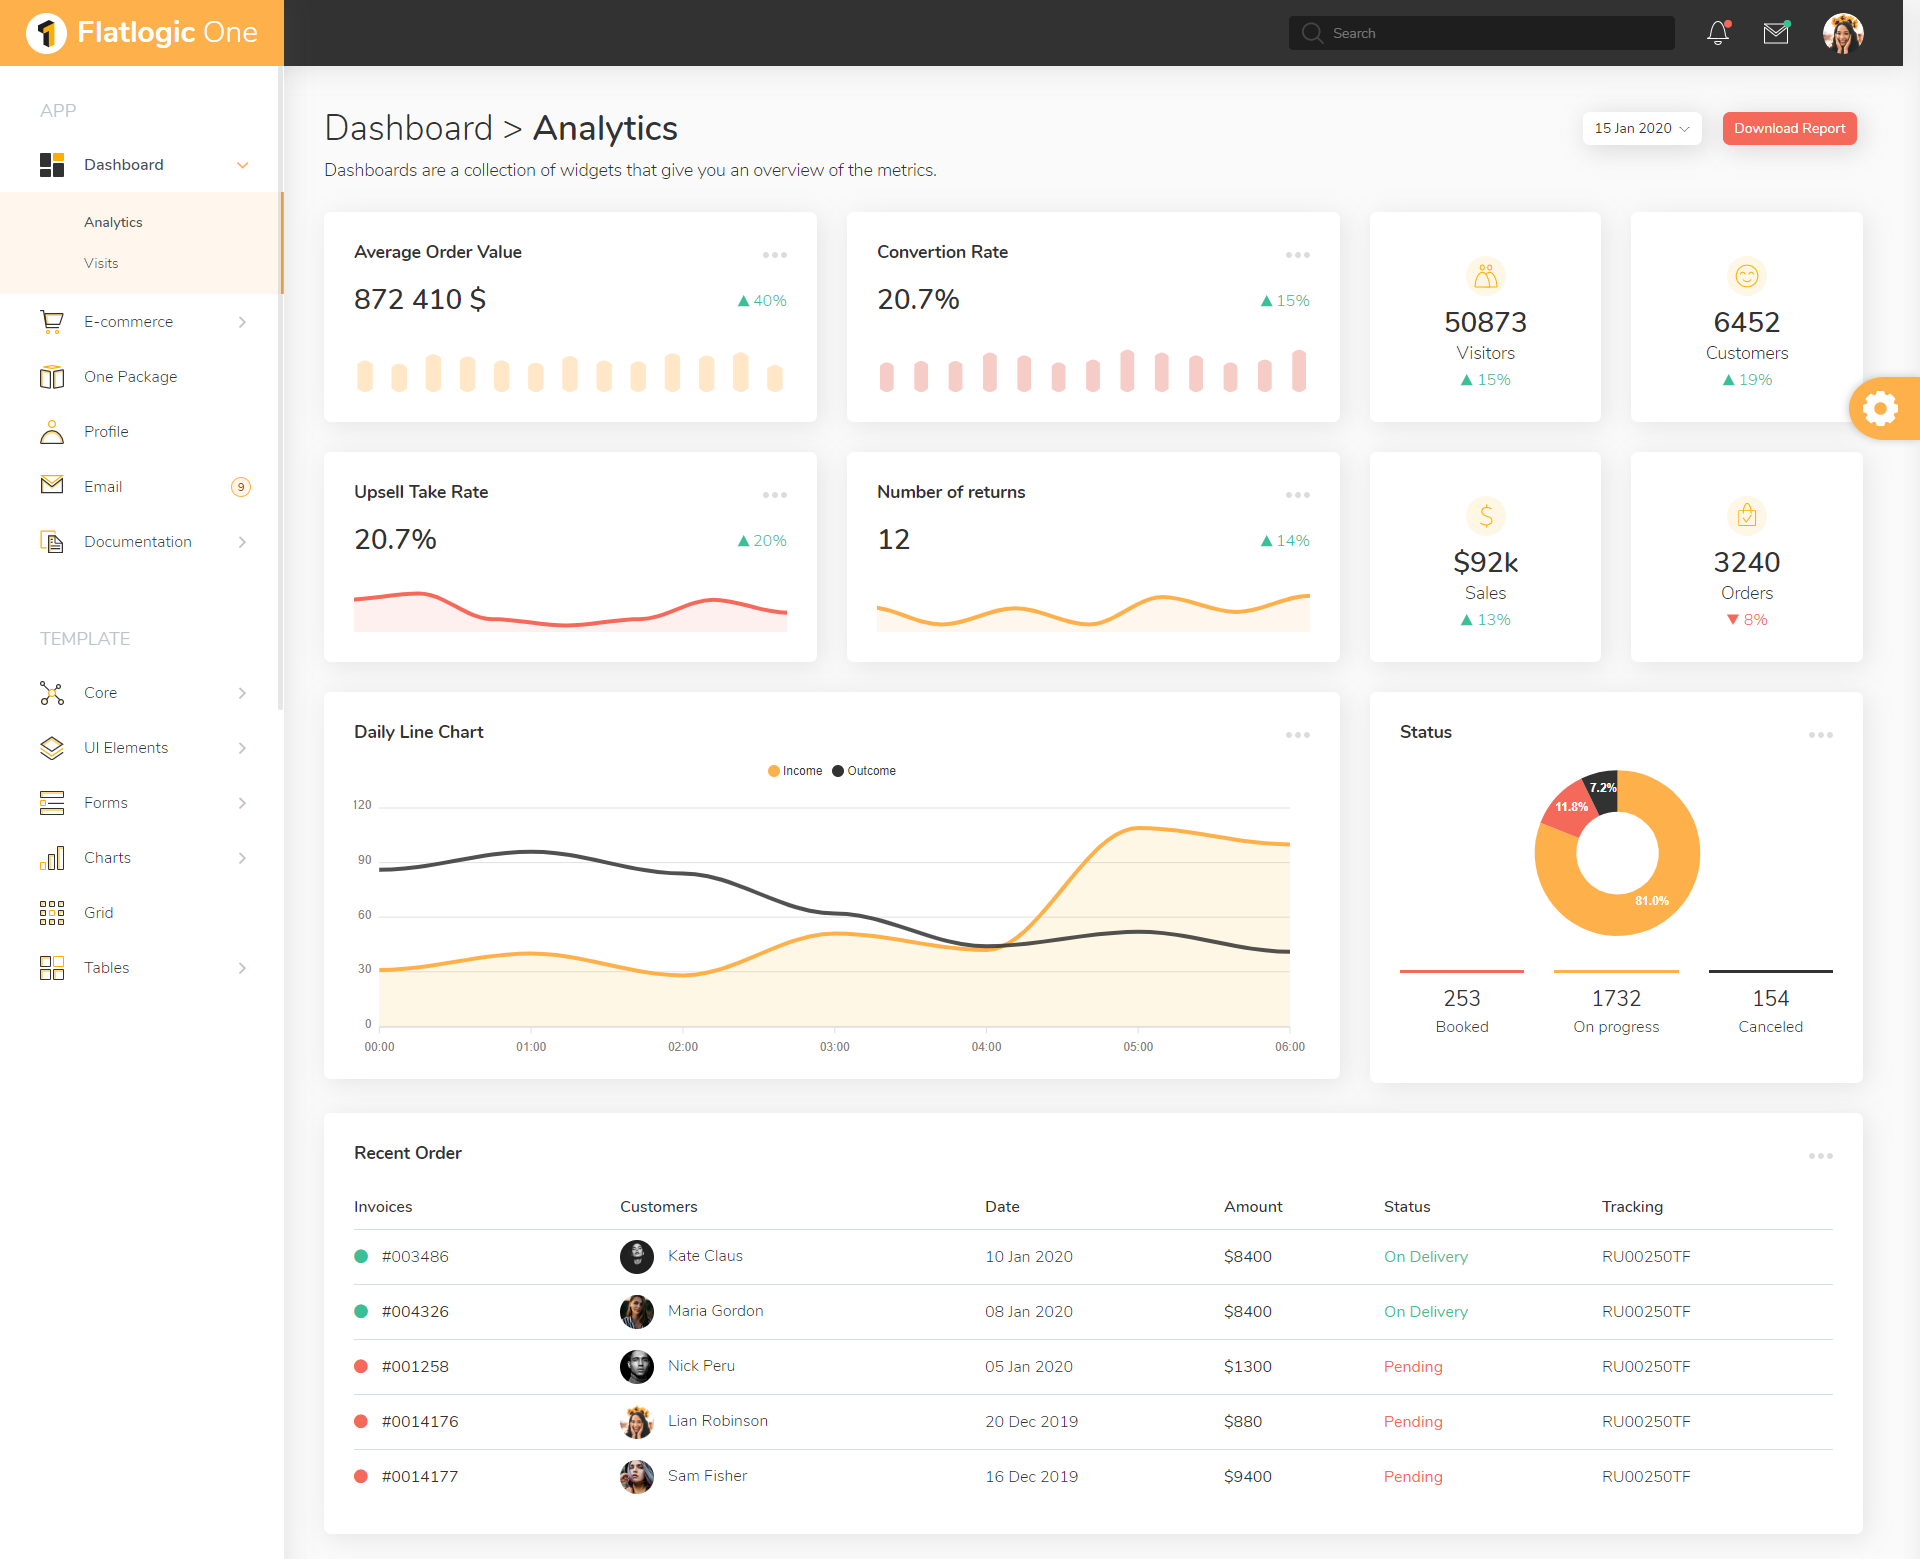 Flatlogic One
Search
APP
Dashboard
Analytics
Visits
E-commerce
One Package
Profile
Email 9
Documentation
TEMPLATE
Core
UI Elements
Forms
Charts
Grid
Tables
Dashboard > Analytics
15 Jan 2020
Download Report
Dashboards are a collection of widgets that give you an overview of the metrics.
Average Order Value
872 410 $
40%
Convertion Rate
20.7%
15%
50873
Visitors
15%
6452
Customers
19%
Upsell Take Rate
20.7%
20%
Number of returns
12
14%
$92k
Sales
13%
3240
Orders
8%
Daily Line Chart
Income Outcome
120
90
60
30
0
00:00 01:00 02:00 03:00 04:00 05:00 06:00
Status
7.2%
11.8%
81.0%
253 1732 154
Booked On progress Canceled
Recent Order
Invoices Customers Date Amount Status Tracking
#003486 Kate Claus 10 Jan 2020 $8400 On Delivery RU00250TF
#004326 Maria Gordon 08 Jan 2020 $8400 On Delivery RU00250TF
#001258 Nick Peru 05 Jan 2020 $1300 Pending RU00250TF
#0014176 Lian Robinson 20 Dec 2019 $880 Pending RU00250TF
#0014177 Sam Fisher 16 Dec 2019 $9400 Pending RU00250TF